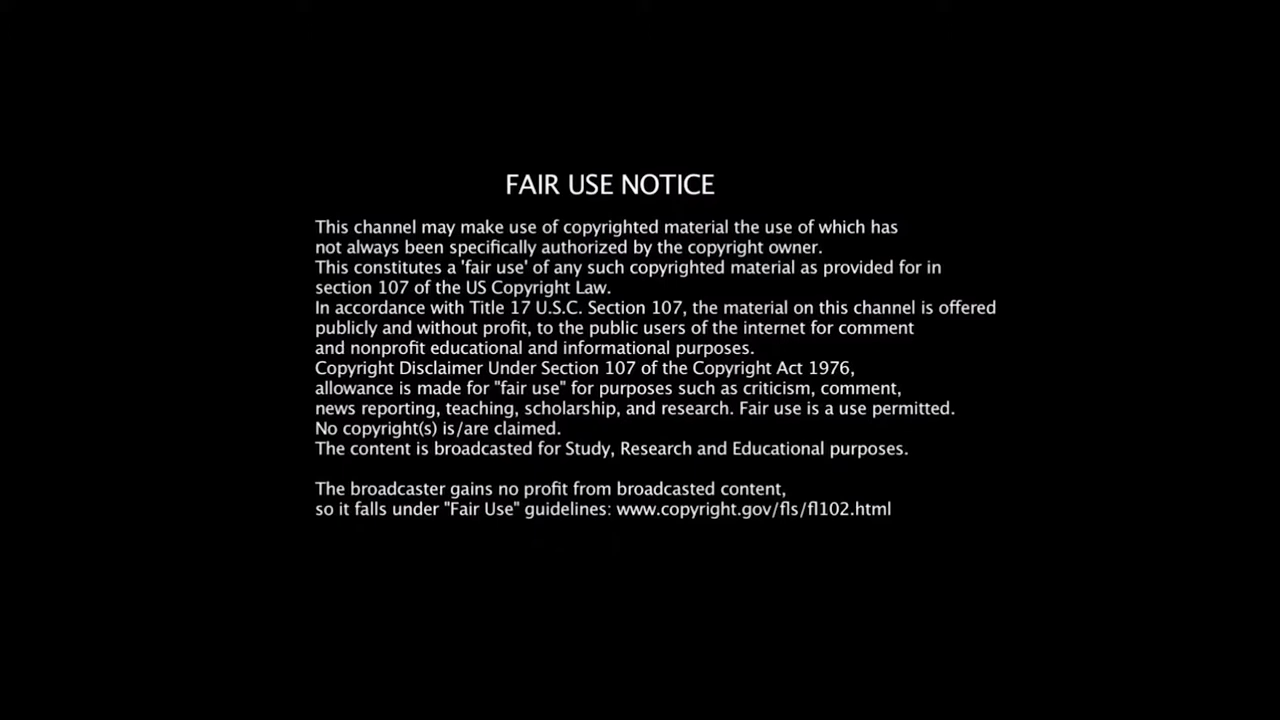 FAIR USE NOTICE
This channel may make use of copyrighted material the use of which has
not always been specifically authorized by the copyright owner.
This constitutes a 'fair use' of any such copyrighted material as provided for in
section 107 of the US Copyright Law.
In accordance with Title 17 U.S.C. Section 107, the material on this channel is offered
publicly and without profit, to the public users of the internet for comment
and nonprofit educational and informational purposes.
Copyright Disclaimer Under Section 107 of the Copyright Act 1976,
allowance is made for "fair use" for purposes such as criticism, comment,
news reporting, teaching, scholarship, and research. Fair use is a use permitted.
No copyright(s) is/are claimed.
The content is broadcasted for Study, Research and Educational purposes.
The broadcaster gains no profit from broadcasted content,
so it falls under "Fair Use" guidelines: www.copyright.gov/fls/fl102.html